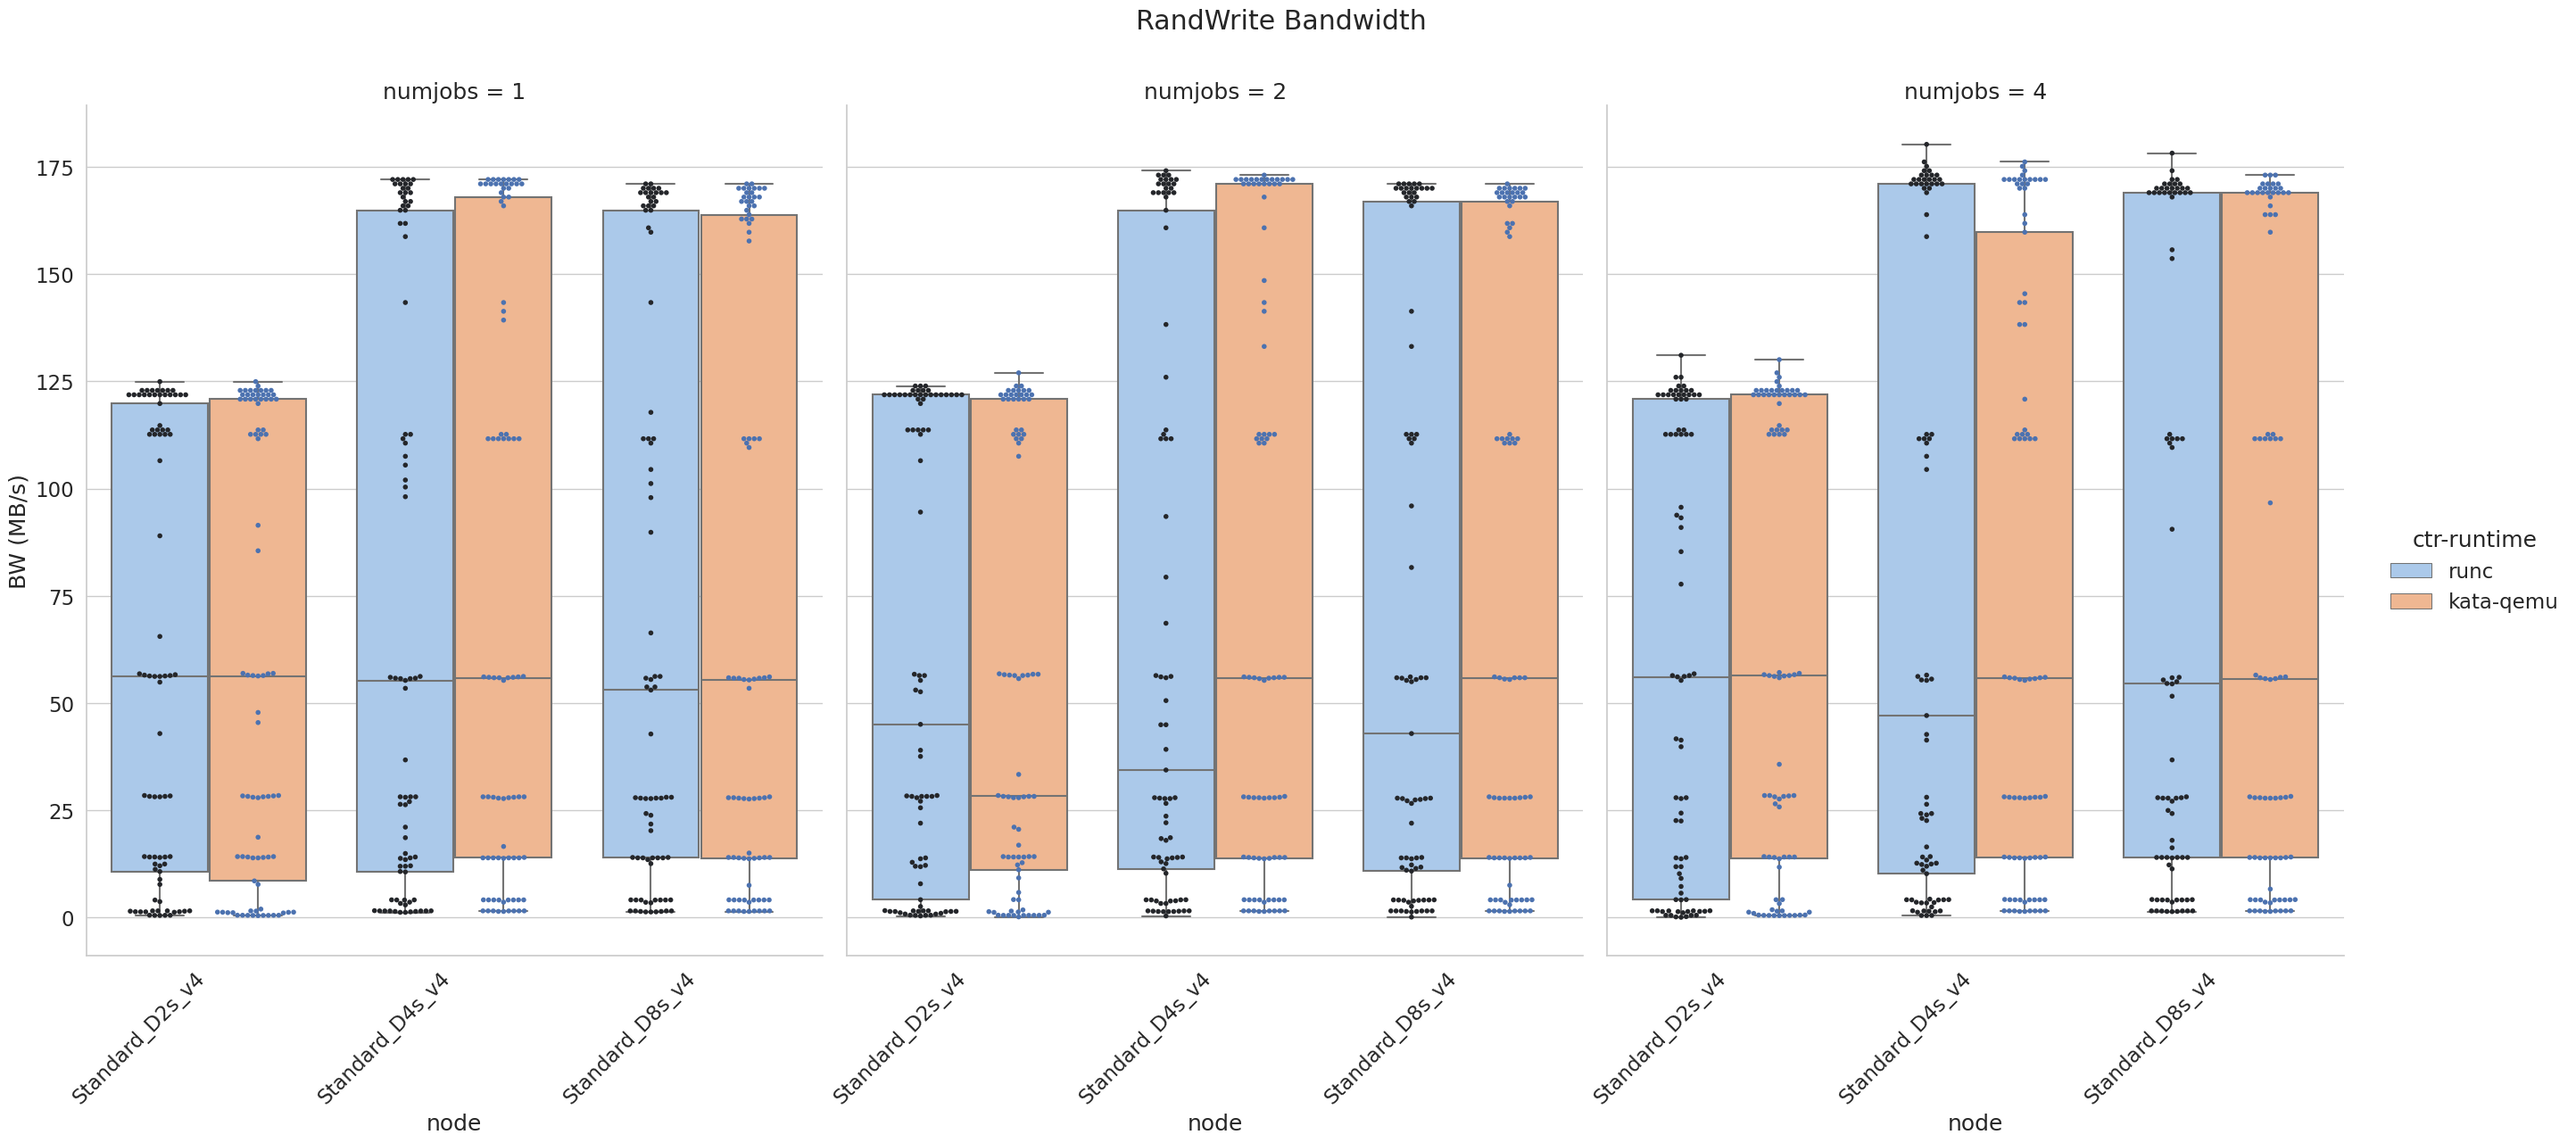 RandWrite Bandwidth
numjobs = 1
numjobs = 2
numjobs = 4
BW (MB/s)
175
150
125
100
75
50
25
0
Standard_D2s_v4
Standard_D4s_v4
Standard_D8s_v4
Standard_D2s_v4
Standard_D4s_v4
Standard_D8s_v4
Standard_D2s_v4
Standard_D4s_v4
Standard_D8s_v4
node
node
node
ctr-runtime
runc
kata-qemu